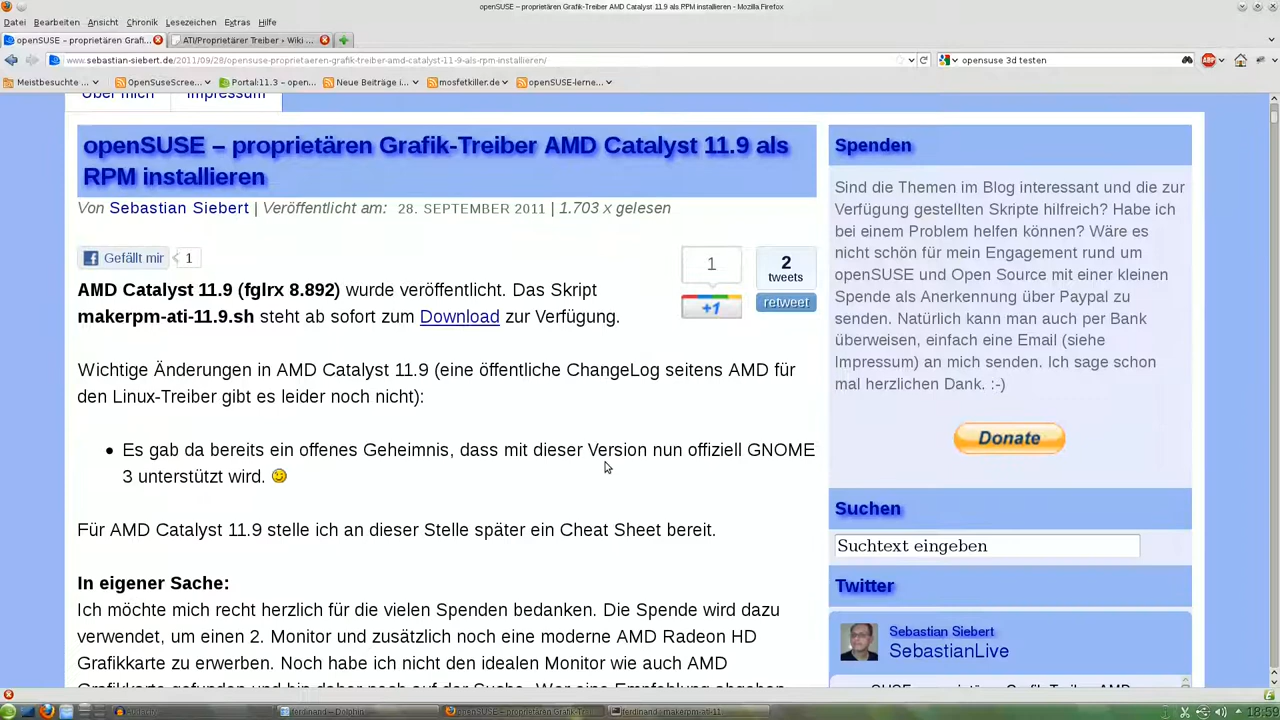 openSUSE – proprietären Grafik-Treiber AMD Catalyst 11.9 als RPM installieren - Mozilla Firefox
Datei Bearbeiten Ansicht Chronik Lesezeichen Extras Hilfe
openSUSE – proprietären Grafi... ATI/Proprietärer Treiber ‹ Wiki ...
www.sebastian-siebert.de/2011/09/28/opensuse-proprietaeren-grafik-treiber-amd-catalyst-11-9-als-rpm-installieren/ opensuse 3d testen
Meistbesuchte ... OpenSuseScree... Portal:11.3 – open... Neue Beiträge i... mosfetkiller.de openSUSE-lerne...
Über mich Impressum
openSUSE – proprietären Grafik-Treiber AMD Catalyst 11.9 als
RPM installieren
Von Sebastian Siebert | Veröffentlicht am: 28. SEPTEMBER 2011 | 1.703 x gelesen
Gefällt mir 1
1
+1
2
tweets
retweet
AMD Catalyst 11.9 (fglrx 8.892) wurde veröffentlicht. Das Skript
makerpm-ati-11.9.sh steht ab sofort zum Download zur Verfügung.
Wichtige Änderungen in AMD Catalyst 11.9 (eine öffentliche ChangeLog seitens AMD für
den Linux-Treiber gibt es leider noch nicht):
• Es gab da bereits ein offenes Geheimnis, dass mit dieser Version nun offiziell GNOME
3 unterstützt wird.
Für AMD Catalyst 11.9 stelle ich an dieser Stelle später ein Cheat Sheet bereit.
In eigener Sache:
Ich möchte mich recht herzlich für die vielen Spenden bedanken. Die Spende wird dazu
verwendet, um einen 2. Monitor und zusätzlich noch eine moderne AMD Radeon HD
Grafikkarte zu erwerben. Noch habe ich nicht den idealen Monitor wie auch AMD
Grafikkarte gefunden und bin daher noch auf der Suche. Wer eine Empfehlung abgeben
Spenden
Sind die Themen im Blog interessant und die zur
Verfügung gestellten Skripte hilfreich? Habe ich
bei einem Problem helfen können? Wäre es
nicht schön für mein Engagement rund um
openSUSE und Open Source mit einer kleinen
Spende als Anerkennung über Paypal zu
senden. Natürlich kann man auch per Bank
überweisen, einfach eine Email (siehe
Impressum) an mich senden. Ich sage schon
mal herzlichen Dank. :-)
Donate
Suchen
Suchtext eingeben
Twitter
Sebastian Siebert
SebastianLive
Audacity ferdinand – Dolphin openSUSE – proprietären Grafik-Tre ferdinand : makerpm-ati-11 18:59